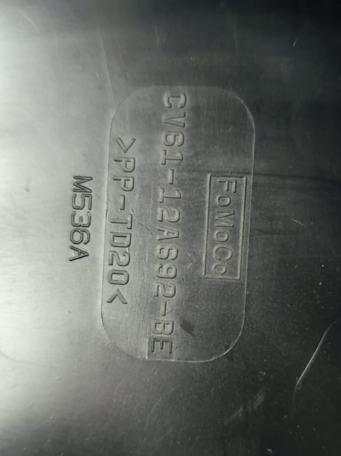 FoMoCo
CV61-12A692-BE
>PP-TD20<
M536A